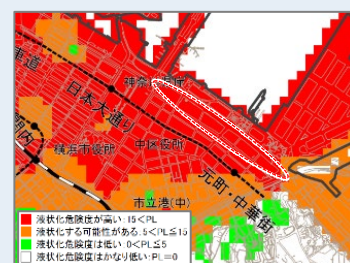 車道
神奈川県庁
日本大通り
関内
横浜市役所
中区役所
元町・中華街
市立港(中)
液状化危険度が高い:15<PL
液状化する可能性がある:5<PL≦15
液状化危険度は低い:0<PL≦5
液状化危険度はかなり低い:PL=0